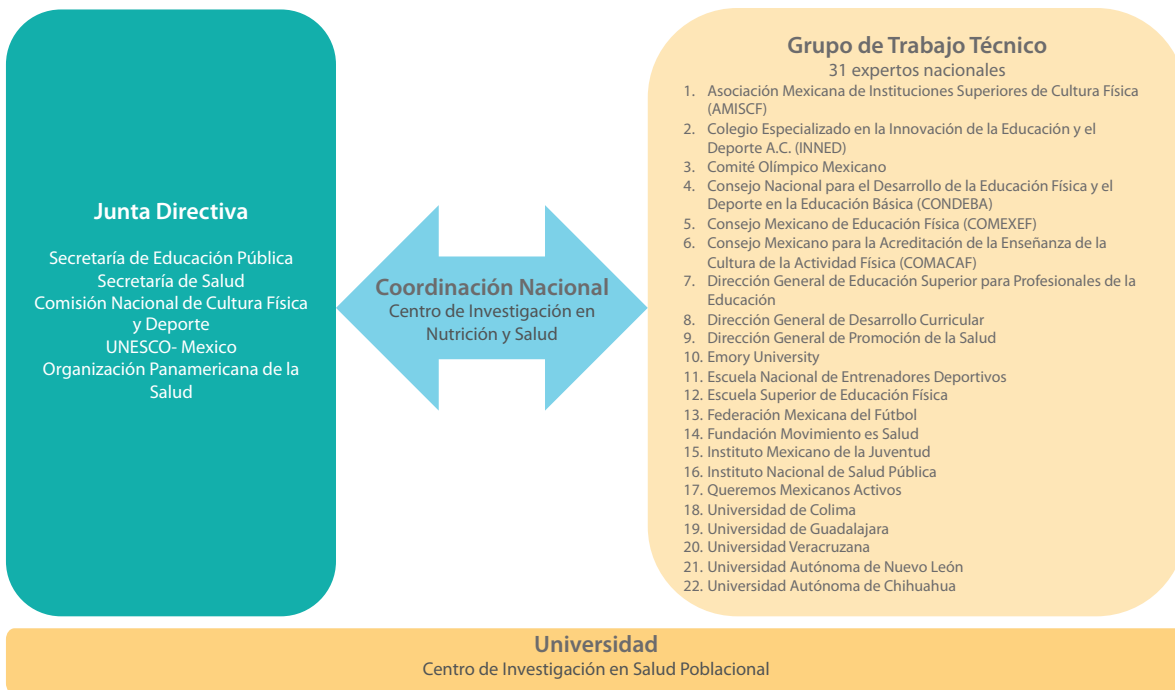 Junta Directiva
Secretaría de Educación Pública
Secretaría de Salud
Comisión Nacional de Cultura Física
y Deporte
UNESCO- Mexico
Organización Panamericana de la
Salud
Coordinación Nacional
Centro de Investigación en
Nutrición y Salud
Grupo de Trabajo Técnico
31 expertos nacionales
1. Asociación Mexicana de Instituciones Superiores de Cultura Física
(AMISCF)
2. Colegio Especializado en la Innovación de la Educación y el
Deporte A.C. (INNED)
3. Comité Olímpico Mexicano
4. Consejo Nacional para el Desarrollo de la Educación Física y el
Deporte en la Educación Básica (CONDEBA)
5. Consejo Mexicano de Educación Física (COMEXEF)
6. Consejo Mexicano para la Acreditación de la Enseñanza de la
Cultura de la Actividad Física (COMACAF)
7. Dirección General de Educación Superior para Profesionales de la
Educación
8. Dirección General de Desarrollo Curricular
9. Dirección General de Promoción de la Salud
10. Emory University
11. Escuela Nacional de Entrenadores Deportivos
12. Escuela Superior de Educación Física
13. Federación Mexicana del Fútbol
14. Fundación Movimiento es Salud
15. Instituto Mexicano de la Juventud
16. Instituto Nacional de Salud Pública
17. Queremos Mexicanos Activos
18. Universidad de Colima
19. Universidad de Guadalajara
20. Universidad Veracruzana
21. Universidad Autónoma de Nuevo León
22. Universidad Autónoma de Chihuahua
Universidad
Centro de Investigación en Salud Poblacional